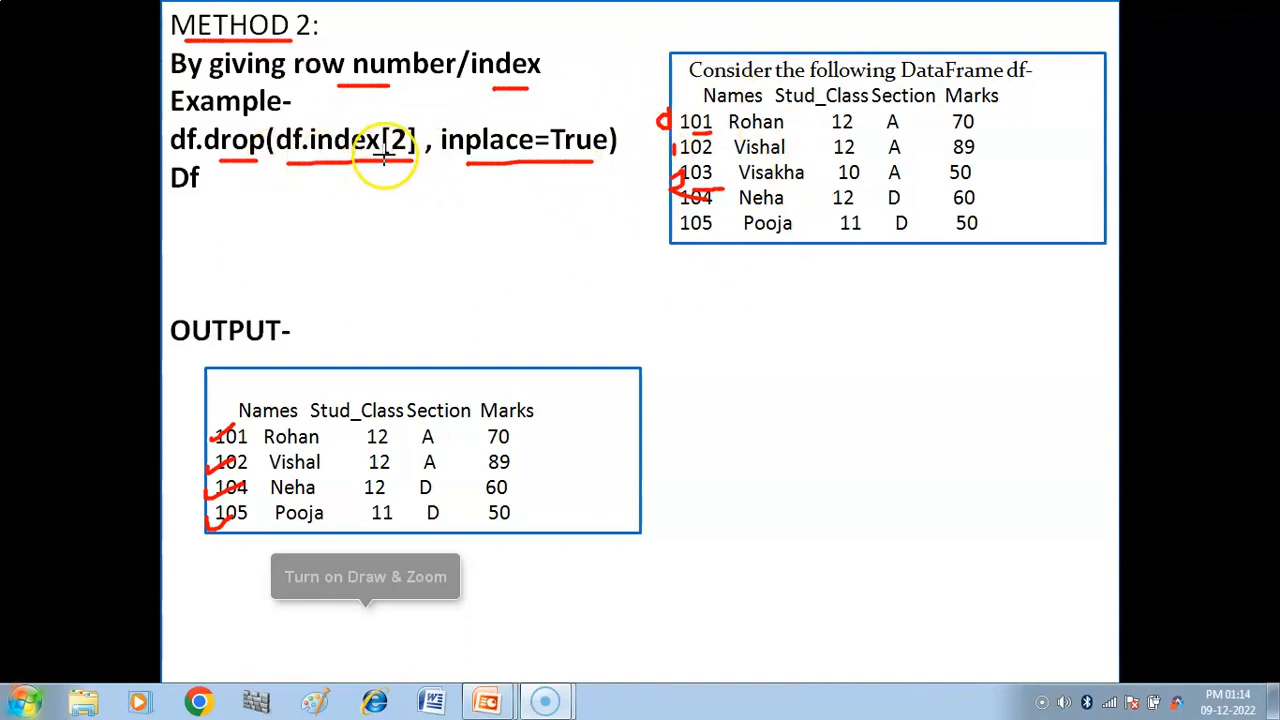 METHOD 2:
By giving row number/index
Example-
df.drop(df.index[2] , inplace=True)
Df
Consider the following DataFrame df-
Names Stud_Class Section Marks
101 Rohan 12 A 70
102 Vishal 12 A 89
103 Visakha 10 A 50
104 Neha 12 D 60
105 Pooja 11 D 50
OUTPUT-
Names Stud_Class Section Marks
101 Rohan 12 A 70
102 Vishal 12 A 89
104 Neha 12 D 60
105 Pooja 11 D 50
Turn on Draw & Zoom
PM 01:14
09-12-2022